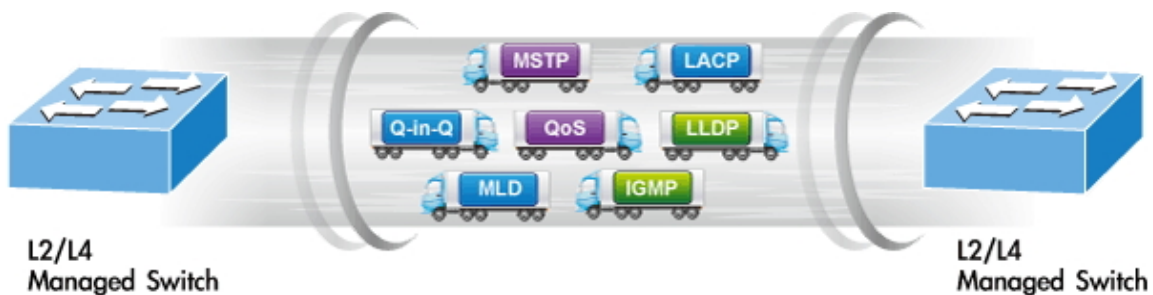 MSTP
LACP
Q-in-Q
QoS
LLDP
MLD
IGMP
L2/L4
Managed Switch
L2/L4
Managed Switch